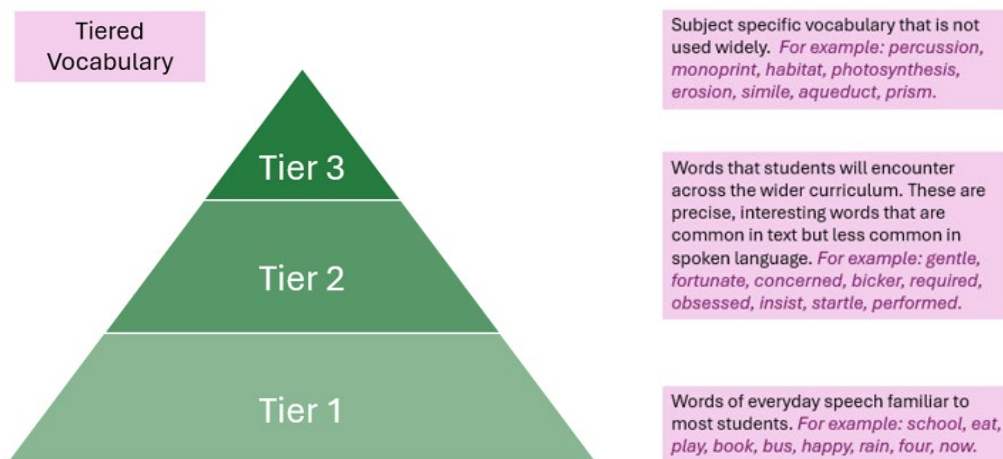 Tiered
Vocabulary
Subject specific vocabulary that is not
used widely. For example: percussion,
monoprint, habitat, photosynthesis,
erosion, simile, aqueduct, prism.
Tier 3
Words that students will encounter
across the wider curriculum. These are
precise, interesting words that are
common in text but less common in
spoken language. For example: gentle,
fortunate, concerned, bicker, required,
obsessed, insist, startle, performed.
Tier 2
Words of everyday speech familiar to
most students. For example: school, eat,
play, book, bus, happy, rain, four, now.
Tier 1